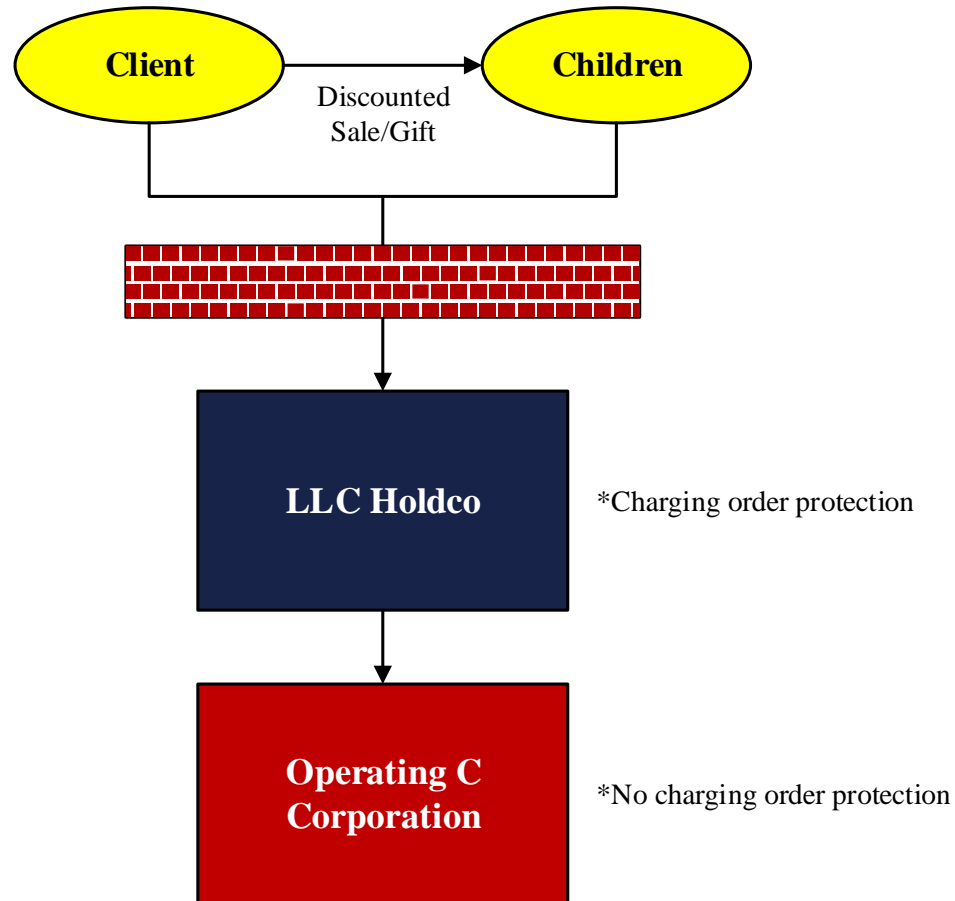 Client
Children
Discounted
Sale/Gift
LLC Holdco
*Charging order protection
Operating C
Corporation
*No charging order protection